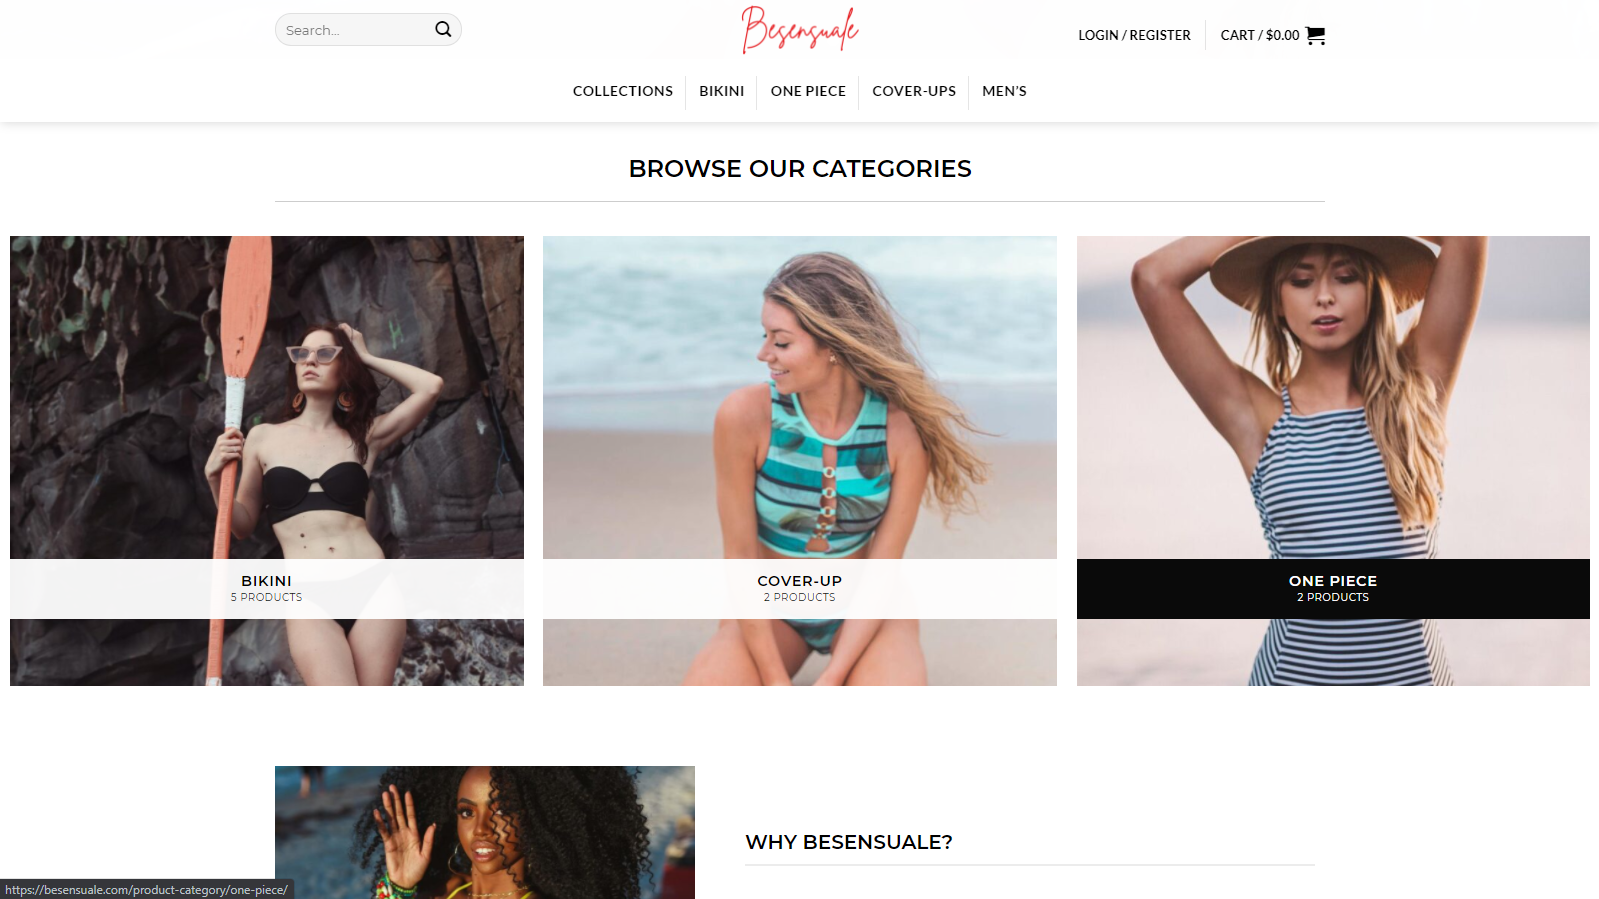 Search...
Besensuale
LOGIN / REGISTER
CART / $0.00
COLLECTIONS
BIKINI
ONE PIECE
COVER-UPS
MEN'S
BROWSE OUR CATEGORIES
BIKINI
5 PRODUCTS
COVER-UP
2 PRODUCTS
ONE PIECE
2 PRODUCTS
WHY BESENSUALE?
https://besensuale.com/product-category/one-piece/